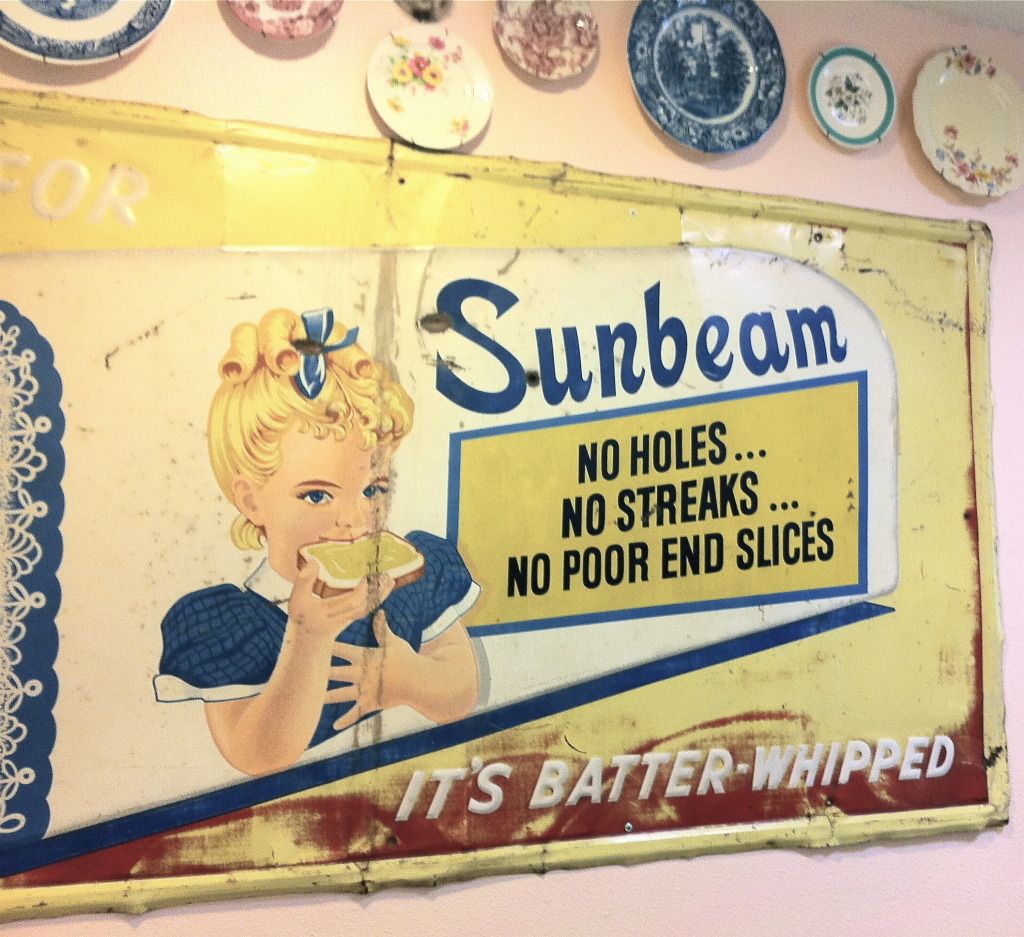 FOR
Sunbeam
NO HOLES...
NO STREAKS...
NO POOR END SLICES
IT'S BATTER-WHIPPED